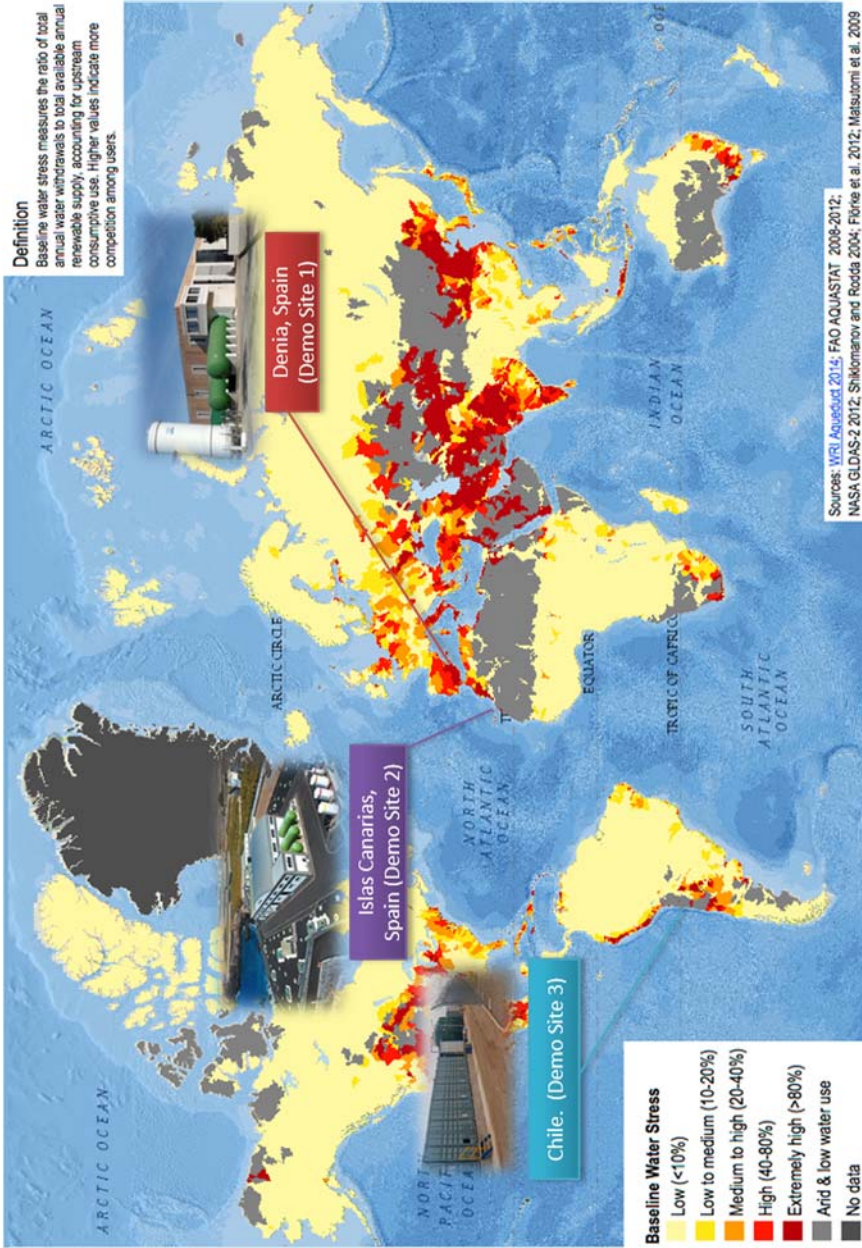 Definition
Baseline water stress measures the ratio of total
annual water withdrawals to total available annual
renewable supply, accounting for upstream
consumptive use. Higher values indicate more
competition among users.
ARCTIC OCEAN
ARCTIC OCEAN
ARCTIC CIRCLE
Denia, Spain
(Demo Site 1)
Islas Canarias,
Spain (Demo Site 2)
Chile. (Demo Site 3)
NORTH
ATLANTIC
OCEAN
EQUATOR
INDIAN
OCEAN
TROPIC OF CAPRICO
SOUTH
ATLANTIC
OCEAN
Baseline Water Stress
Low (<10%)
Low to medium (10-20%)
Medium to high (20-40%)
High (40-80%)
Extremely high (>80%)
Arid & low water use
No data
Sources: WRI Aqueduct 2014; FAO AQUASTAT 2008-2012;
NASA GLDAS-2 2012; Shiklomanov and Rodda 2004; Flörke et al. 2012; Matsutomi et al. 2009